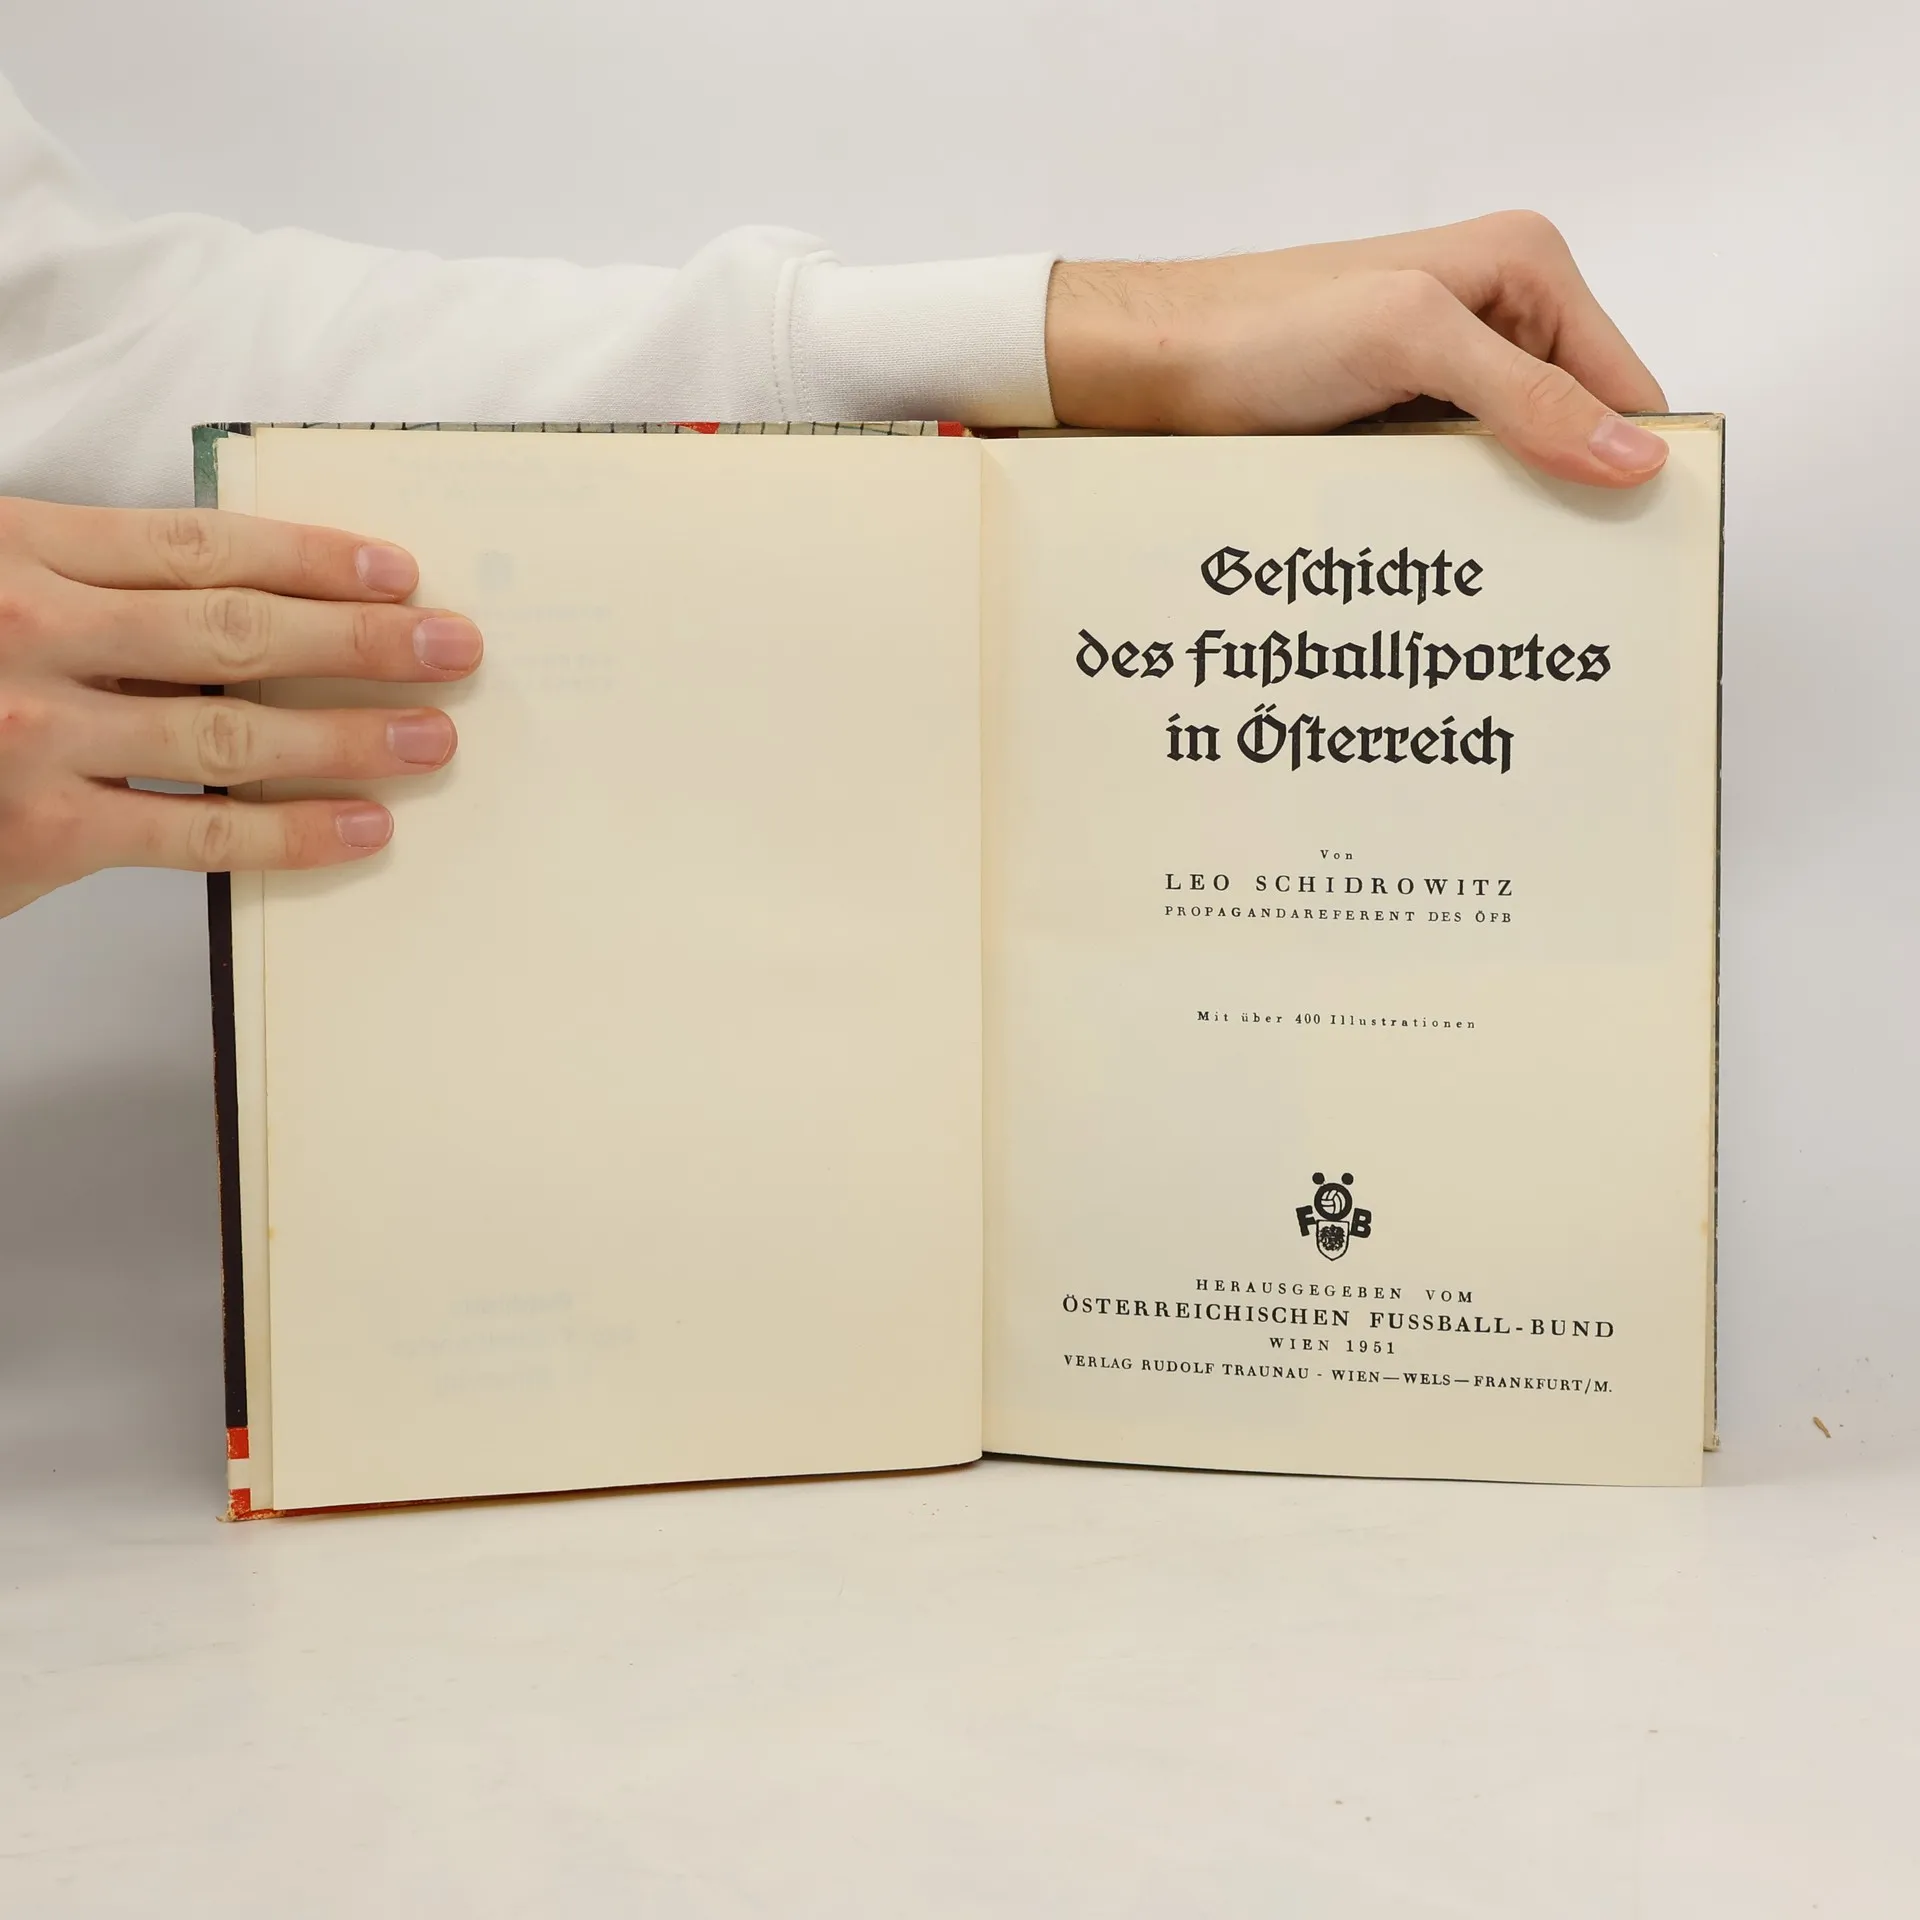 Geſchichte
des Fußballſportes
in Öſterreich
Von
LEO SCHIDROWITZ
PROPAGANDAREFERENT DES ÖFB
Mit über 400 Illustrationen
FÖB
HERAUSGEGEBEN VOM
ÖSTERREICHISCHEN FUSSBALL-BUND
WIEN 1951
VERLAG RUDOLF TRAUNAU - WIEN—WELS—FRANKFURT/M.